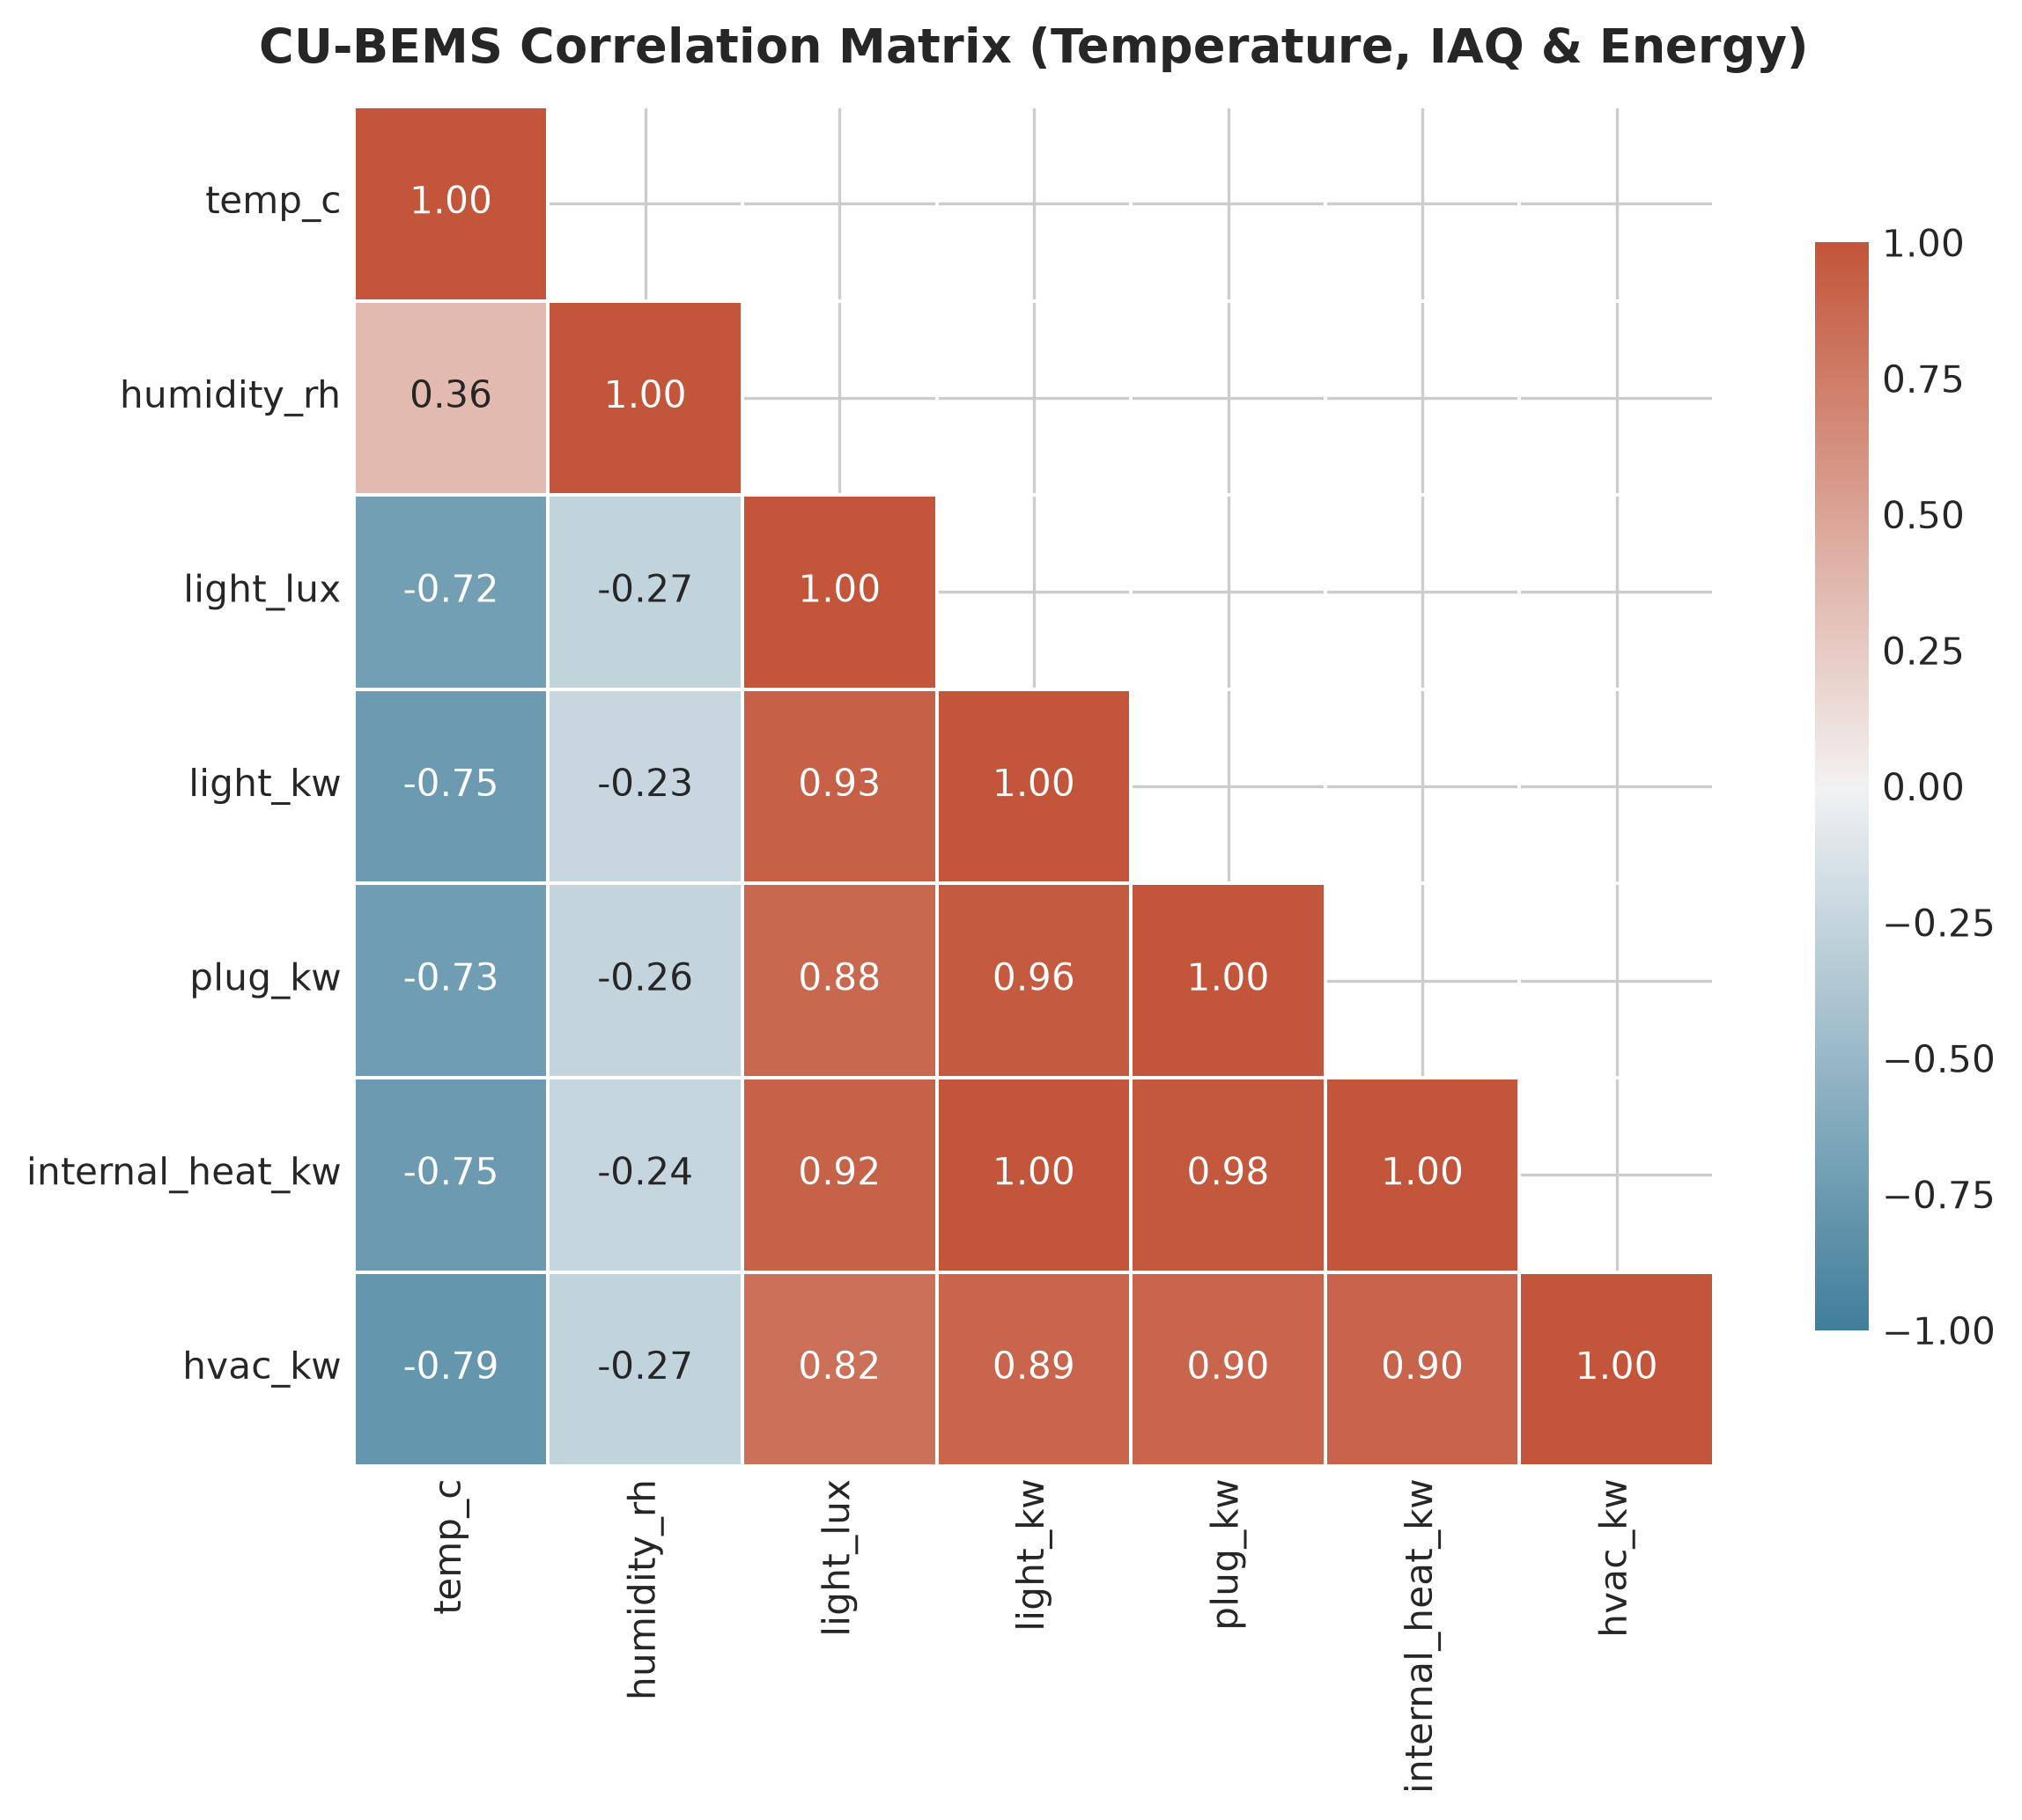 CU-BEMS Correlation Matrix (Temperature, IAQ & Energy)
temp_c 1.00
humidity_rh 0.36 1.00
light_lux -0.72 -0.27 1.00
light_kw -0.75 -0.23 0.93 1.00
plug_kw -0.73 -0.26 0.88 0.96 1.00
internal_heat_kw -0.75 -0.24 0.92 1.00 0.98 1.00
hvac_kw -0.79 -0.27 0.82 0.89 0.90 0.90 1.00
temp_c
humidity_rh
light_lux
light_kw
plug_kw
internal_heat_kw
hvac_kw
1.00
0.75
0.50
0.25
0.00
−0.25
−0.50
−0.75
−1.00